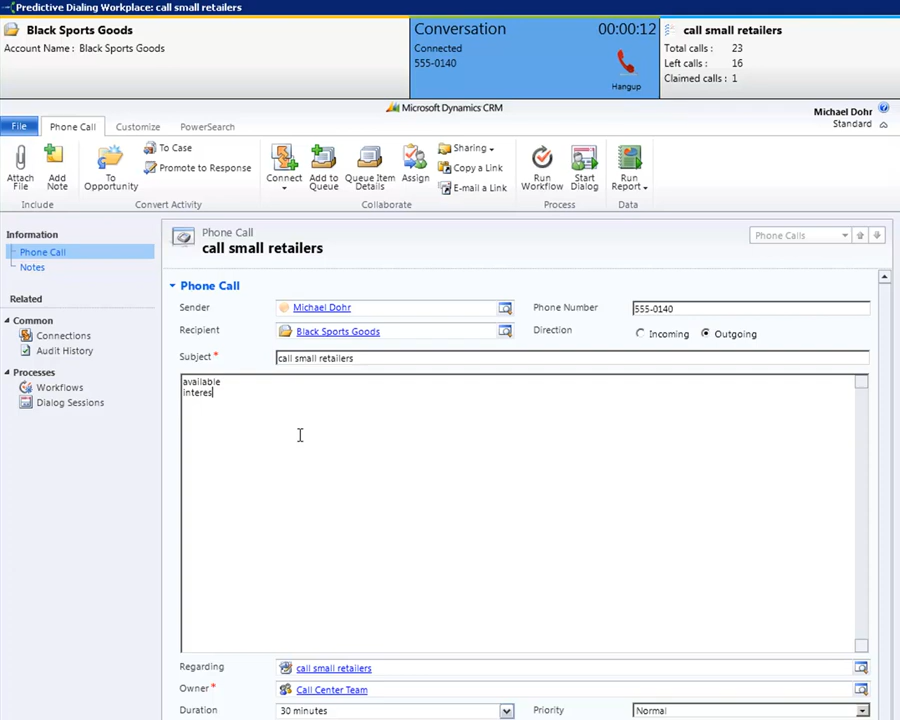 Predictive Dialing Workplace: call small retailers
Black Sports Goods
Account Name : Black Sports Goods
Conversation 00:00:12
Connected
555-0140
Hangup
call small retailers
Total calls : 23
Left calls : 16
Claimed calls : 1
Microsoft Dynamics CRM
Michael Dohr
Standard
File Phone Call Customize PowerSearch
Attach File
Add Note
Include
To Opportunity
To Case
Promote to Response
Convert Activity
Connect
Add to Queue
Queue Item Details
Assign
Sharing
Copy a Link
E-mail a Link
Collaborate
Run Workflow
Start Dialog
Process
Run Report
Data
Information
Phone Call
Notes
Related
Common
Connections
Audit History
Processes
Workflows
Dialog Sessions
Phone Call
call small retailers
Phone Calls
Phone Call
Sender Michael Dohr Phone Number 555-0140
Recipient Black Sports Goods Direction Incoming Outgoing
Subject * call small retailers
available
interes
Regarding call small retailers
Owner * Call Center Team
Duration 30 minutes Priority Normal